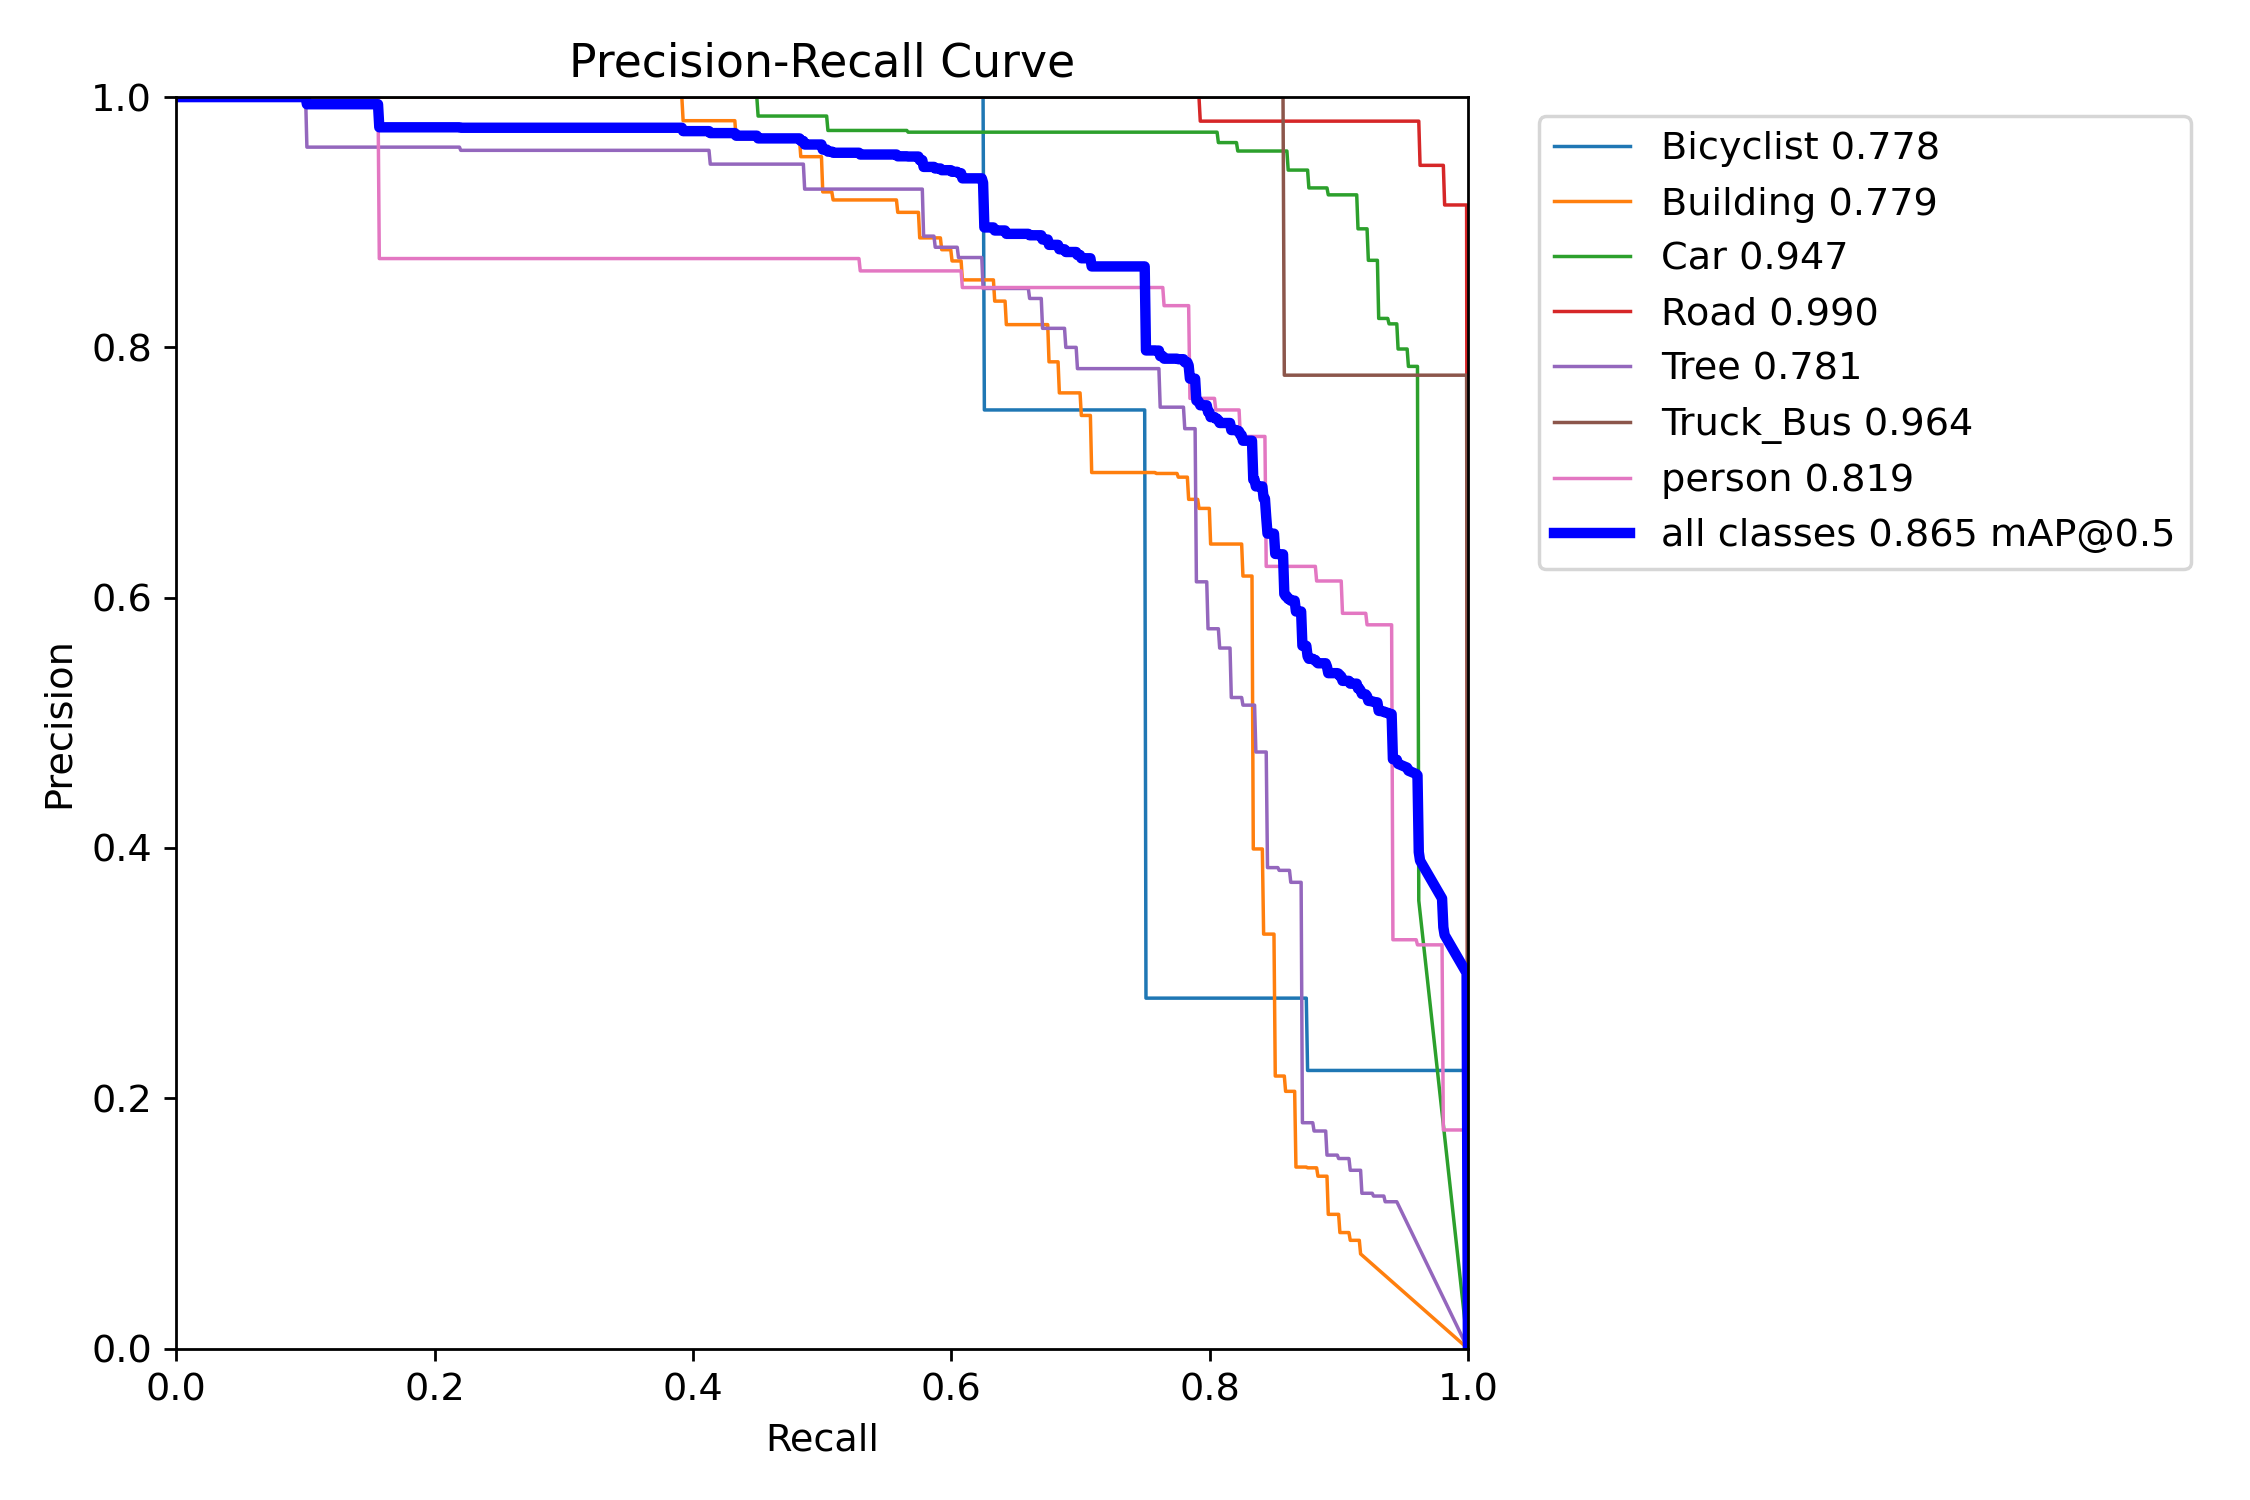 Precision-Recall Curve
1.0
0.8
0.6
0.4
0.2
0.0
Precision
0.0 0.2 0.4 0.6 0.8 1.0
Recall
Bicyclist 0.778
Building 0.779
Car 0.947
Road 0.990
Tree 0.781
Truck_Bus 0.964
person 0.819
all classes 0.865 mAP@0.5